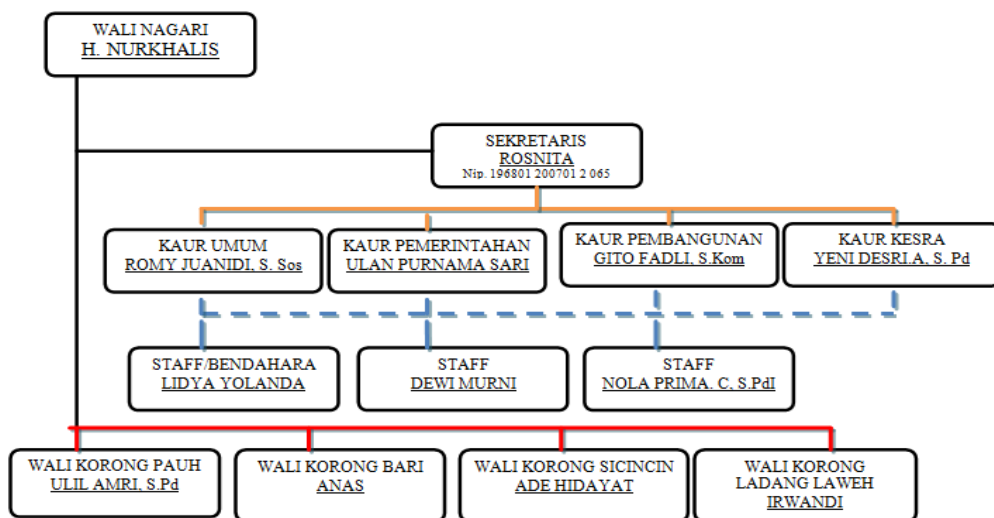 WALI NAGARI
H. NURKHALIS
SEKRETARIS
ROSNITA
Nip. 196801 200701 2 065
KAUR UMUM
ROMY JUANIDI, S. Sos
KAUR PEMERINTAHAN
ULAN PURNAMA SARI
KAUR PEMBANGUNAN
GITO FADLI, S.Kom
KAUR KESRA
YENI DESRI.A, S. Pd
STAFF/BENDAHARA
LIDYA YOLANDA
STAFF
DEWI MURNI
STAFF
NOLA PRIMA. C, S.PdI
WALI KORONG PAUH
ULIL AMRI, S.Pd
WALI KORONG BARI
ANAS
WALI KORONG SICINCIN
ADE HIDAYAT
WALI KORONG
LADANG LAWEH
IRWANDI